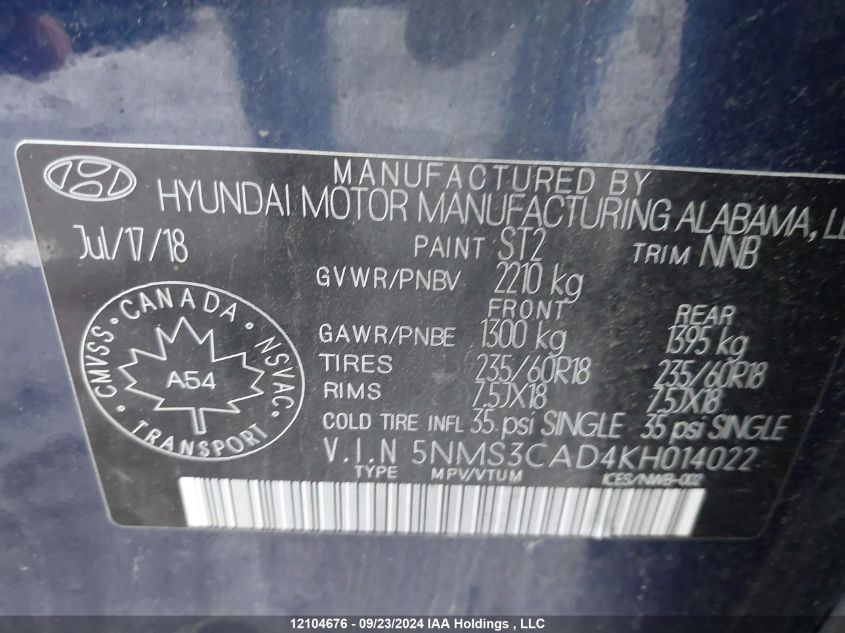 MANUFACTURED BY
HYUNDAI MOTOR MANUFACTURING ALABAMA,
Jul/17/18 PAINT ST2 TRIM NNB
GVWR/PNBV 2210 kg
FRONT REAR
GAWR/PNBE 1300 kg 1395 kg
TIRES 235/60R18 235/60R18
RIMS 7.5JX18 7.5JX18
COLD TIRE INFL 35 psi SINGLE 35 psi SINGLE
V.I.N 5NMS3CAD4KH014022
TYPE MPV/VTUM ICES/NWB-002
CMVSS · CANADA · NSVAC · TRANSPORT ·
A54
12104676 - 09/23/2024 IAA Holdings , LLC